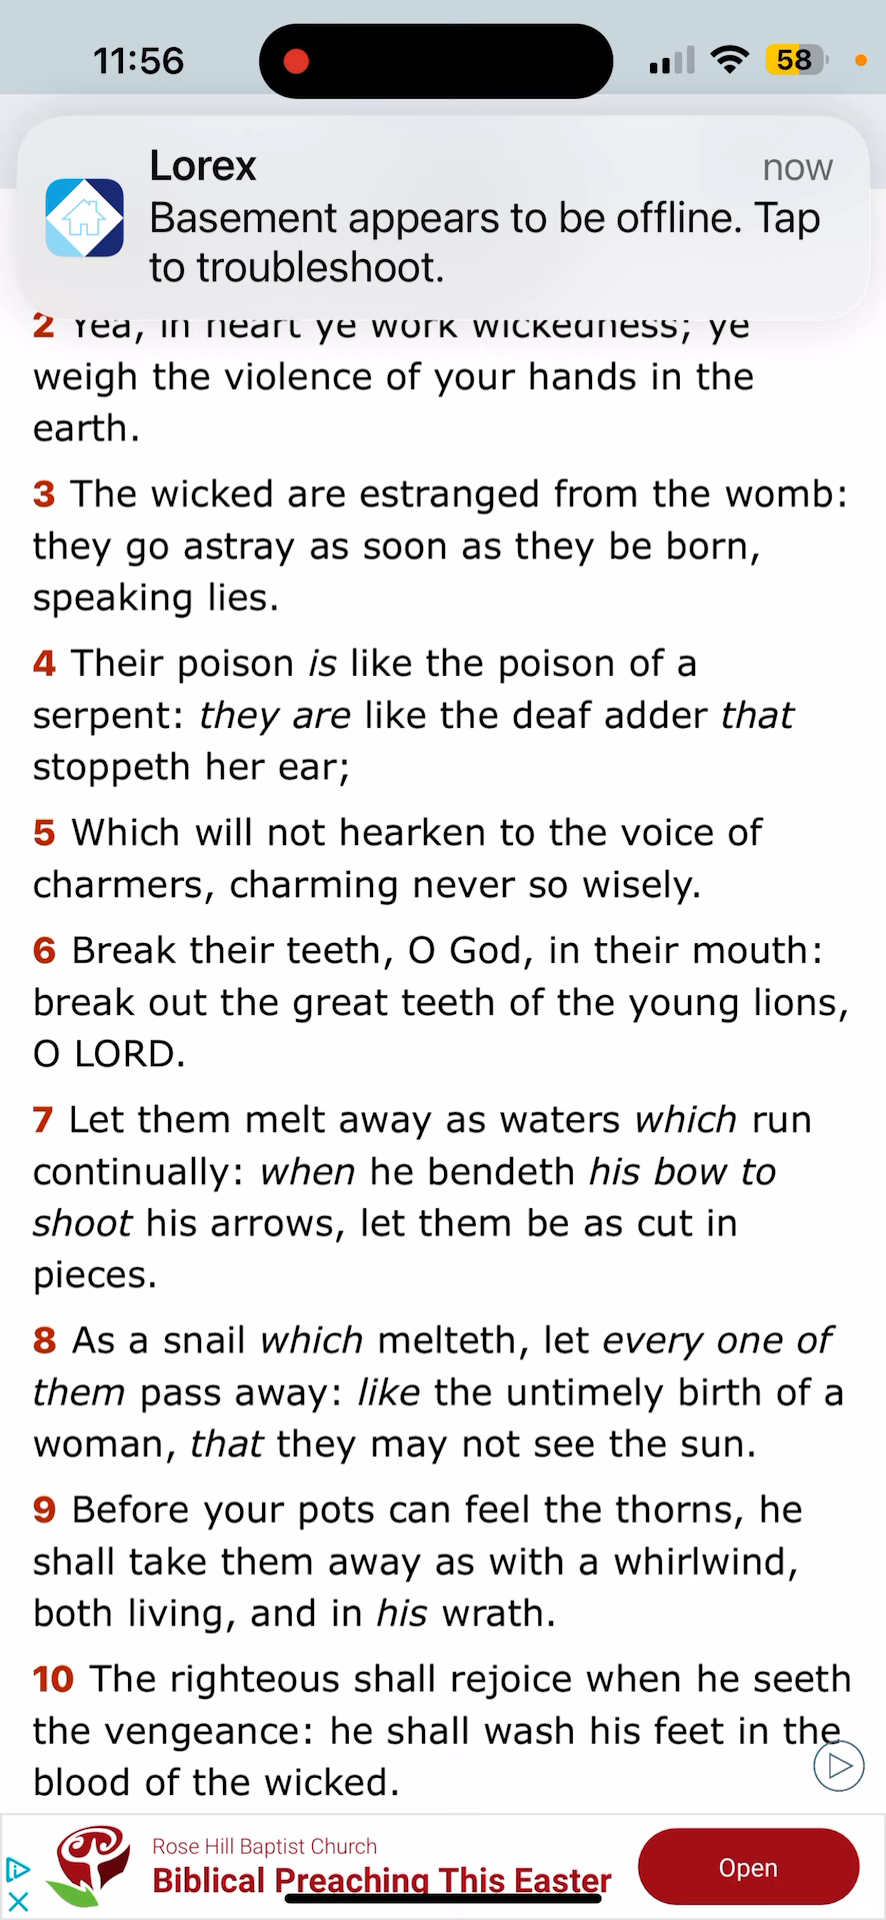 11:56
58
Lorex
now
Basement appears to be offline. Tap
to troubleshoot.
2 Yea, in heart ye work wickedness; ye
weigh the violence of your hands in the
earth.
3 The wicked are estranged from the womb:
they go astray as soon as they be born,
speaking lies.
4 Their poison is like the poison of a
serpent: they are like the deaf adder that
stoppeth her ear;
5 Which will not hearken to the voice of
charmers, charming never so wisely.
6 Break their teeth, O God, in their mouth:
break out the great teeth of the young lions,
O LORD.
7 Let them melt away as waters which run
continually: when he bendeth his bow to
shoot his arrows, let them be as cut in
pieces.
8 As a snail which melteth, let every one of
them pass away: like the untimely birth of a
woman, that they may not see the sun.
9 Before your pots can feel the thorns, he
shall take them away as with a whirlwind,
both living, and in his wrath.
10 The righteous shall rejoice when he seeth
the vengeance: he shall wash his feet in the
blood of the wicked.
Rose Hill Baptist Church
Biblical Preaching This Easter
Open